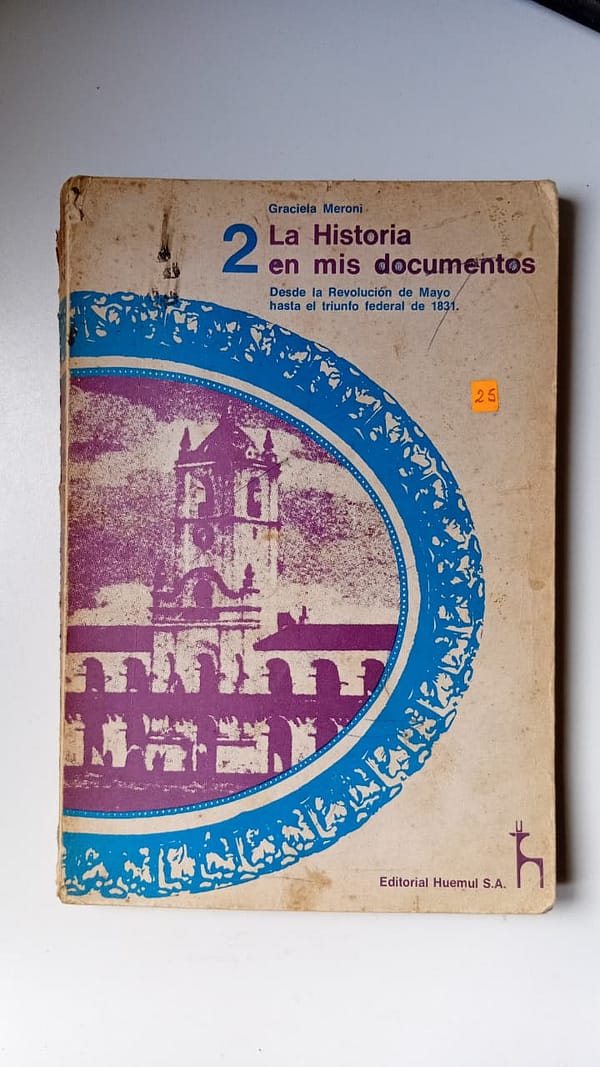 Graciela Meroni
2 La Historia
en mis documentos
Desde la Revolución de Mayo
hasta el triunfo federal de 1831.
25
Editorial Huemul S.A.